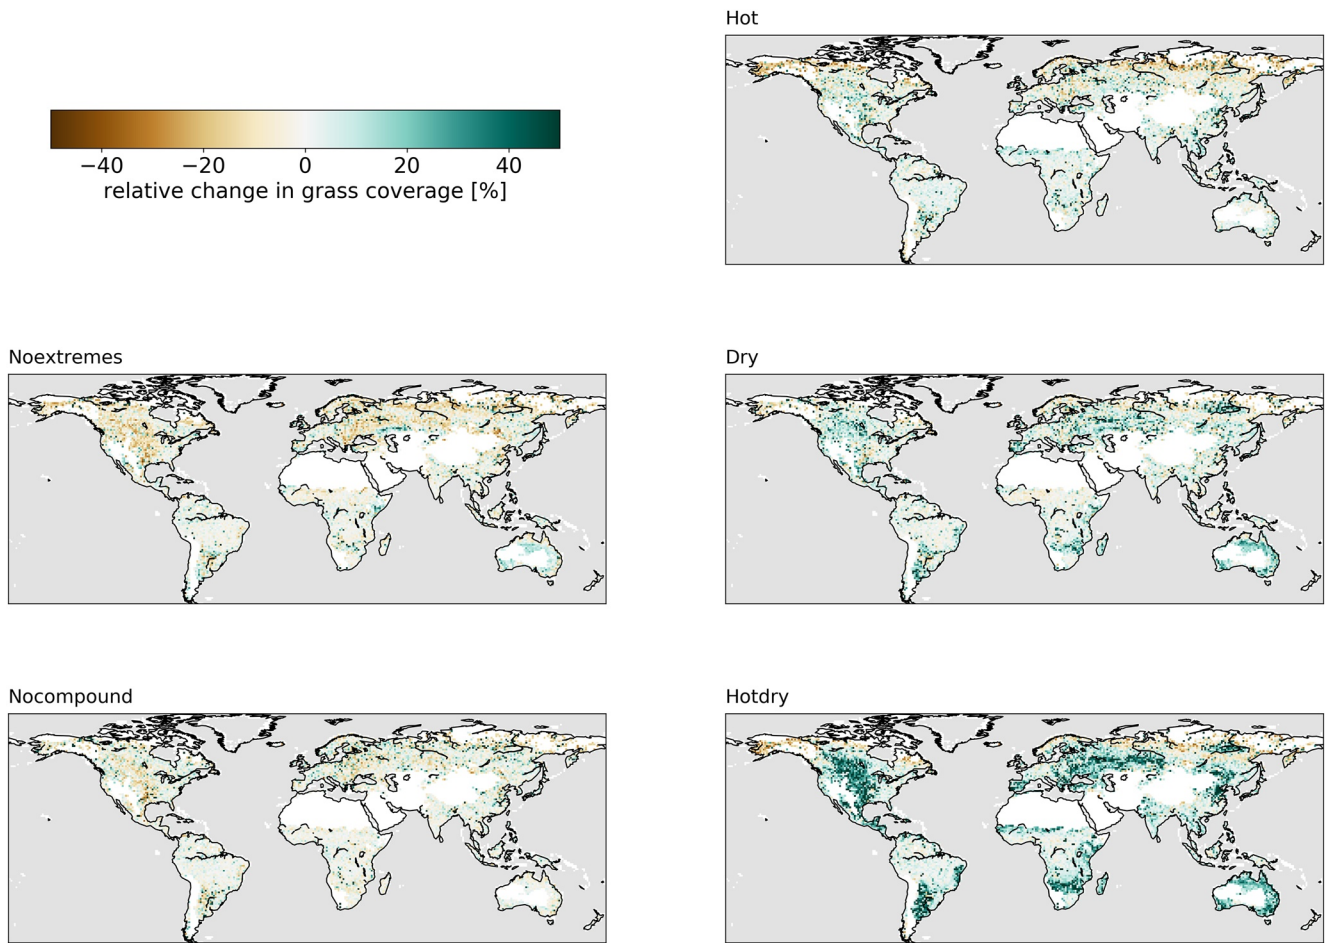 Hot
−40 −20 0 20 40
relative change in grass coverage [%]
Noextremes
Dry
Nocompound
Hotdry